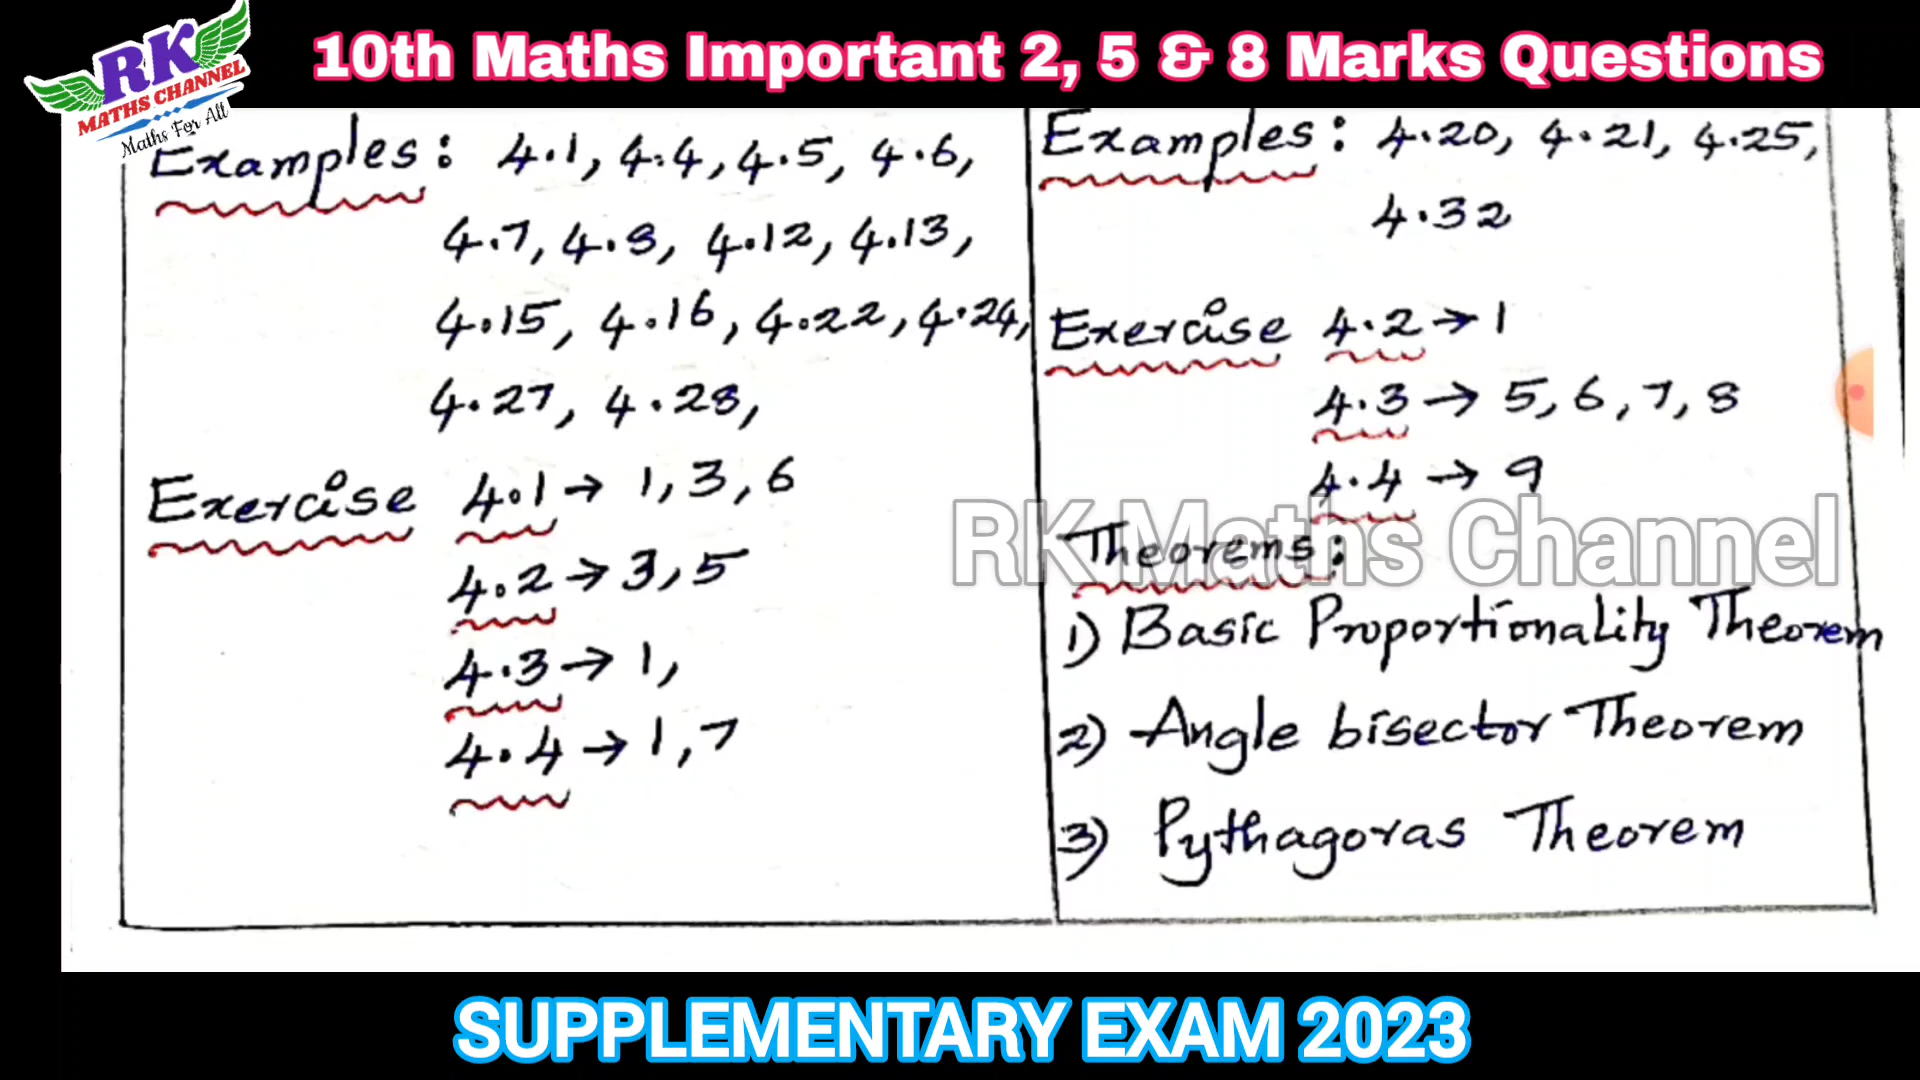 RK
MATHS CHANNEL
Maths For All
10th Maths Important 2, 5 & 8 Marks Questions
Examples: 4.1, 4.4, 4.5, 4.6,
4.7, 4.8, 4.12, 4.13,
4.15, 4.16, 4.22, 4.24,
4.27, 4.28,
Exercise 4.1 → 1, 3, 6
4.2 → 3, 5
4.3 → 1,
4.4 → 1, 7
Examples: 4.20, 4.21, 4.25,
4.32
Exercise 4.2 → 1
4.3 → 5, 6, 7, 8
4.4 → 9
RK Maths Channel
Theorems:
1) Basic Proportionality Theorem
2) Angle bisector Theorem
3) Pythagoras Theorem
SUPPLEMENTARY EXAM 2023